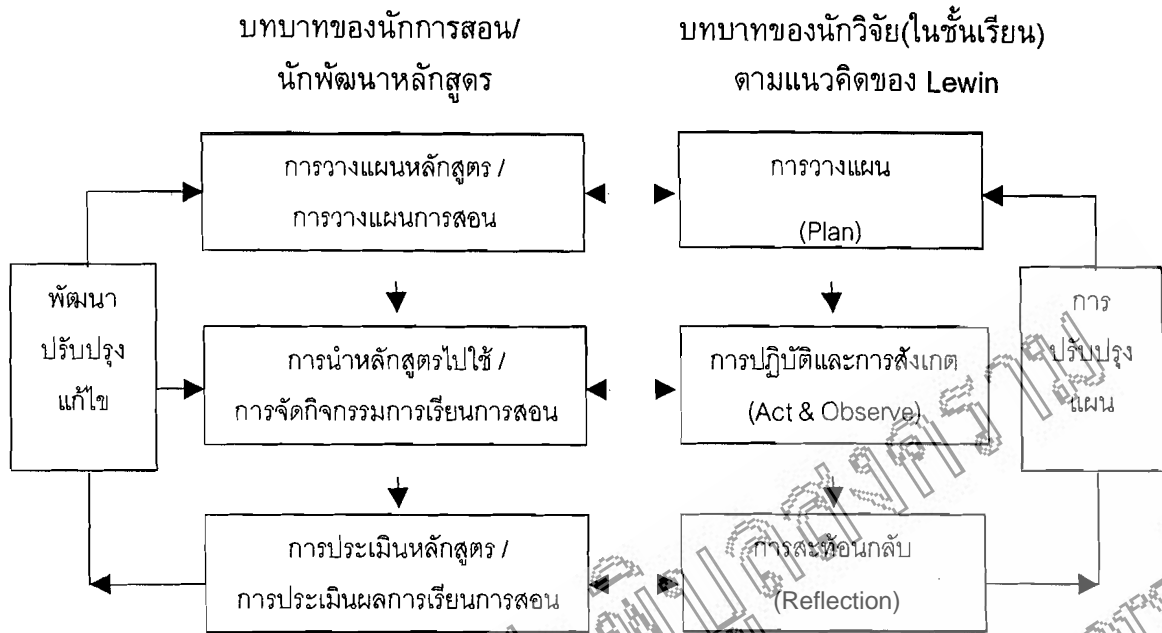 บทบาทของนักการสอน/
นักพัฒนาหลักสูตร
บทบาทของนักวิจัย(ในชั้นเรียน)
ตามแนวคิดของ Lewin
การวางแผนหลักสูตร /
การวางแผนการสอน
การวางแผน
(Plan)
พัฒนา
ปรับปรุง
แก้ไข
การนำหลักสูตรไปใช้ /
การจัดกิจกรรมการเรียนการสอน
การปฏิบัติและการสังเกต
(Act & Observe)
การ
ปรับปรุง
แผน
การประเมินหลักสูตร /
การประเมินผลการเรียนการสอน
การสะท้อนกลับ
(Reflection)